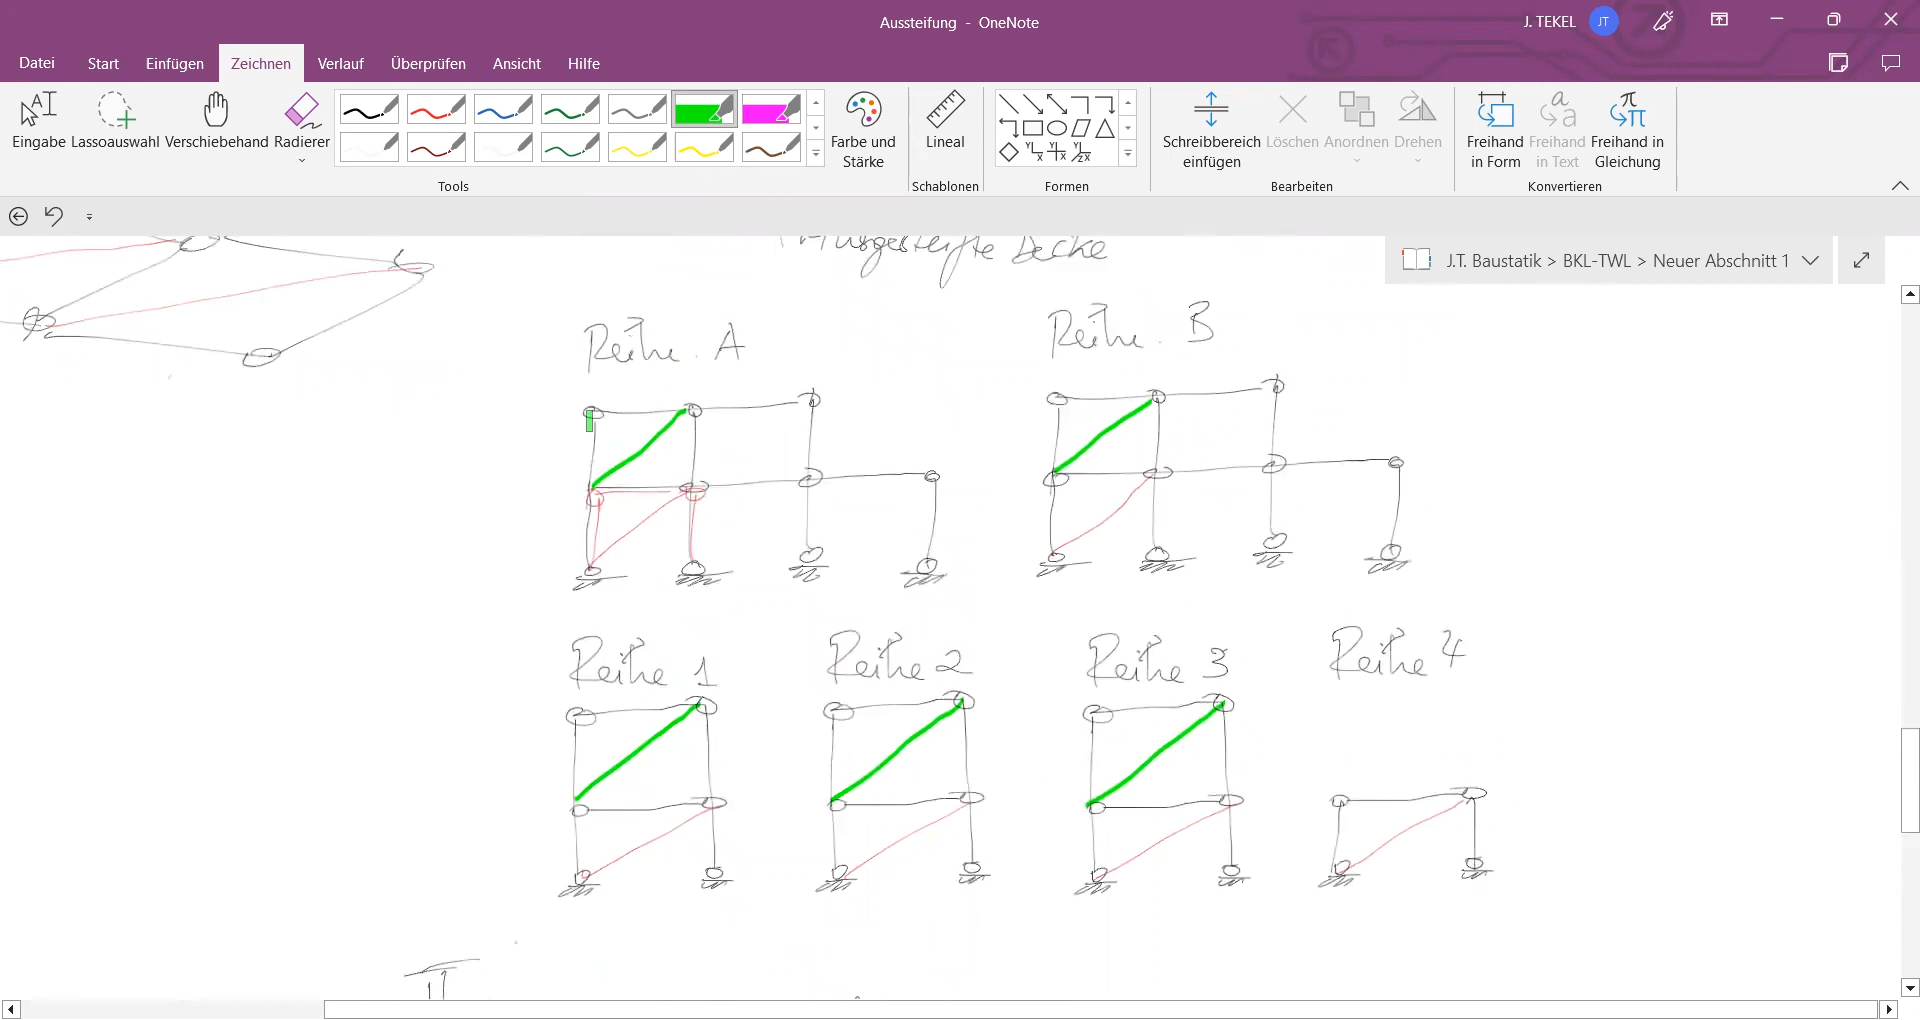 Aussteifung - OneNote
J. TEKEL JT
Datei Start Einfügen Zeichnen Verlauf Überprüfen Ansicht Hilfe
Eingabe Lassoauswahl Verschiebehand Radierer
Farbe und Stärke
Lineal
Schreibbereich einfügen
Löschen Anordnen Drehen
Freihand in Form
Freihand in Text
Freihand in Gleichung
Tools Schablonen Formen Bearbeiten Konvertieren
J.T. Baustatik > BKL-TWL > Neuer Abschnitt 1
Ausgesteifte Decke
Reihe. A Reihe. B
Reihe 1 Reihe 2 Reihe 3 Reihe 4
II